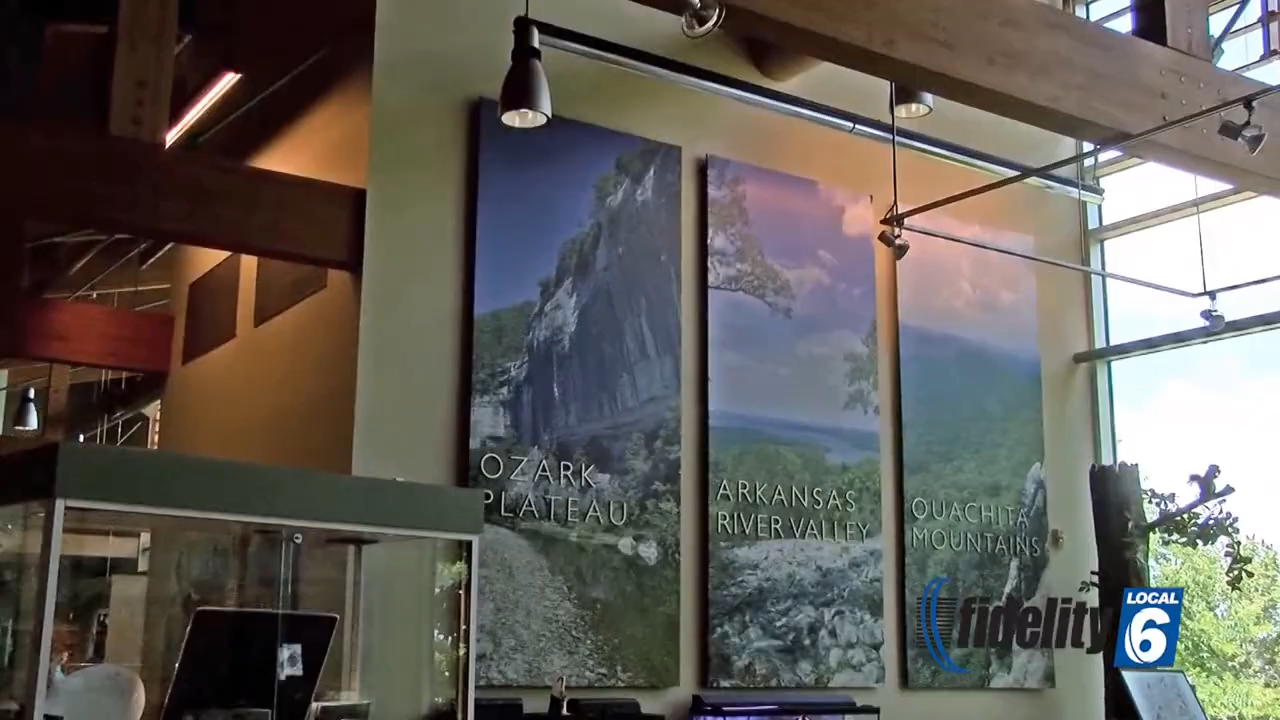 OZARK
PLATEAU
ARKANSAS
RIVER VALLEY
OUACHITA
MOUNTAINS
fidelity
LOCAL
6